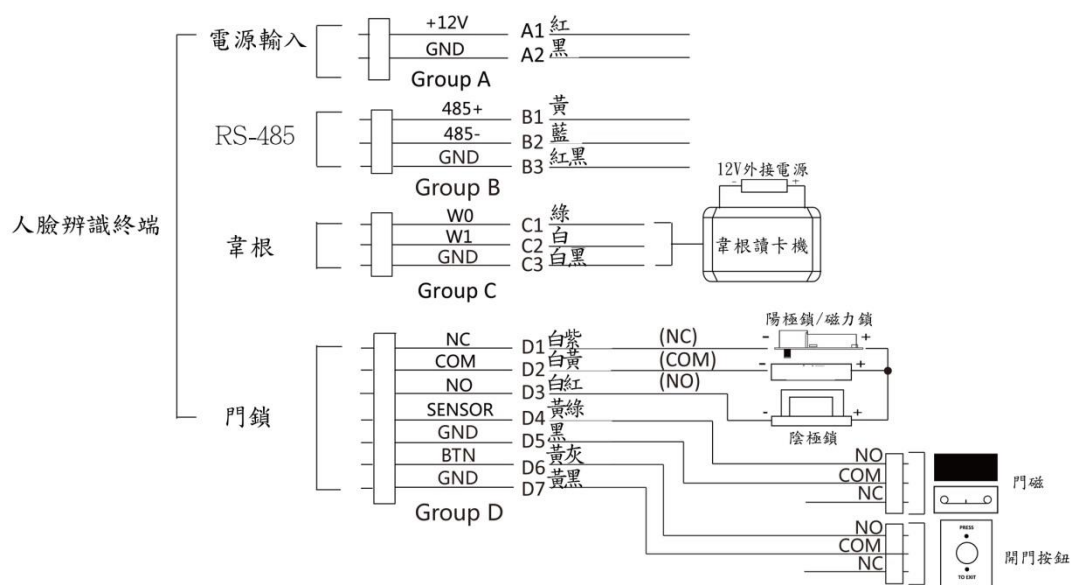 人臉辨識終端
電源輸入
+12V A1 紅
GND A2 黑
Group A
RS-485
485+ B1 黃
485- B2 藍
GND B3 紅黑
Group B
韋根
W0 C1 綠
W1 C2 白
GND C3 白黑
Group C
12V外接電源
- +
韋根讀卡機
門鎖
NC D1 白紫 (NC)
COM D2 白黃 (COM)
NO D3 白紅 (NO)
SENSOR D4 黃綠
GND D5 黑
BTN D6 黃灰
GND D7 黃黑
Group D
陽極鎖/磁力鎖
- +
- +
- +
陰極鎖
NO
COM
NC
門磁
NO
COM
NC
PRESS
TO EXIT
開門按鈕